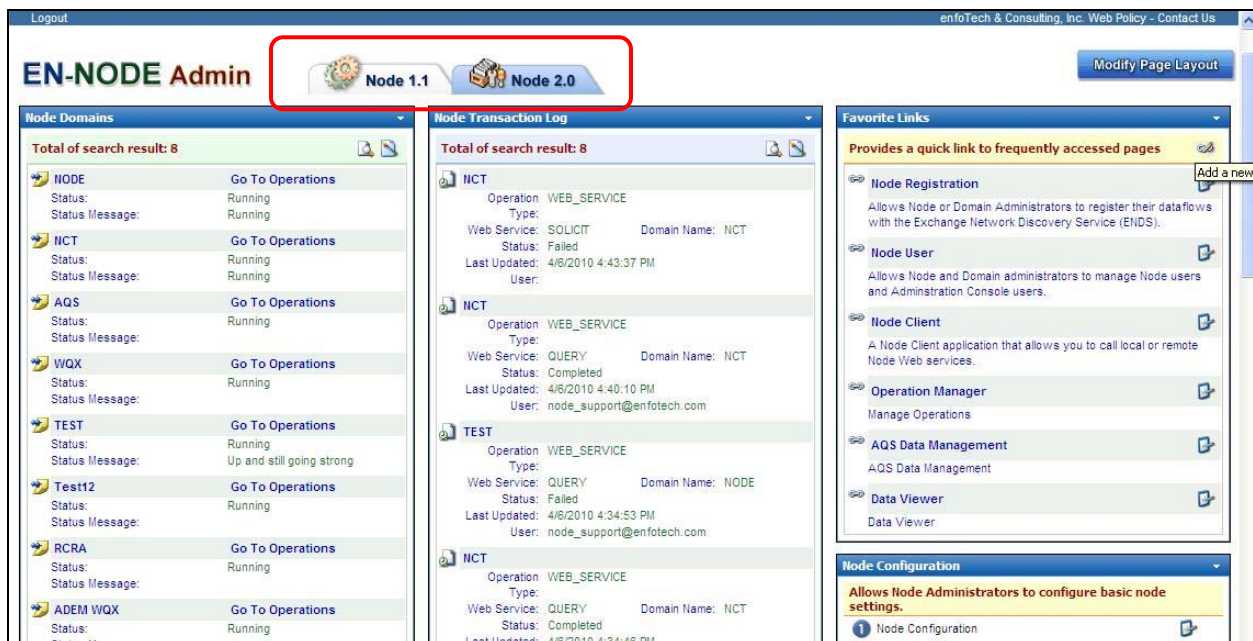 Logout
enfoTech & Consulting, Inc. Web Policy - Contact Us
EN-NODE Admin
Node 1.1
Node 2.0
Modify Page Layout
Node Domains
Total of search result: 8
NODE Go To Operations
Status: Running
Status Message: Running
NCT Go To Operations
Status: Running
Status Message: Running
AQS Go To Operations
Status: Running
Status Message:
WQX Go To Operations
Status: Running
Status Message:
TEST Go To Operations
Status: Running
Status Message: Up and still going strong
Test12 Go To Operations
Status: Running
Status Message:
RCRA Go To Operations
Status: Running
Status Message:
ADEM WQX Go To Operations
Status: Running
Node Transaction Log
Total of search result: 8
NCT
Operation WEB_SERVICE
Type:
Web Service: SOLICIT Domain Name: NCT
Status: Failed
Last Updated: 4/6/2010 4:43:37 PM
User:
NCT
Operation WEB_SERVICE
Type:
Web Service: QUERY Domain Name: NCT
Status: Completed
Last Updated: 4/6/2010 4:40:10 PM
User: node_support@enfotech.com
TEST
Operation WEB_SERVICE
Type:
Web Service: QUERY Domain Name: NODE
Status: Failed
Last Updated: 4/6/2010 4:34:53 PM
User: node_support@enfotech.com
NCT
Operation WEB_SERVICE
Type:
Web Service: QUERY Domain Name: NCT
Status: Completed
Last Updated: 4/6/2010 4:34:46 PM
Favorite Links
Provides a quick link to frequently accessed pages
Add a new
Node Registration
Allows Node or Domain Administrators to register their dataflows
with the Exchange Network Discovery Service (ENDS).
Node User
Allows Node and Domain administrators to manage Node users
and Adminstration Console users.
Node Client
A Node Client application that allows you to call local or remote
Node Web services.
Operation Manager
Manage Operations
AQS Data Management
AQS Data Management
Data Viewer
Data Viewer
Node Configuration
Allows Node Administrators to configure basic node
settings.
1 Node Configuration